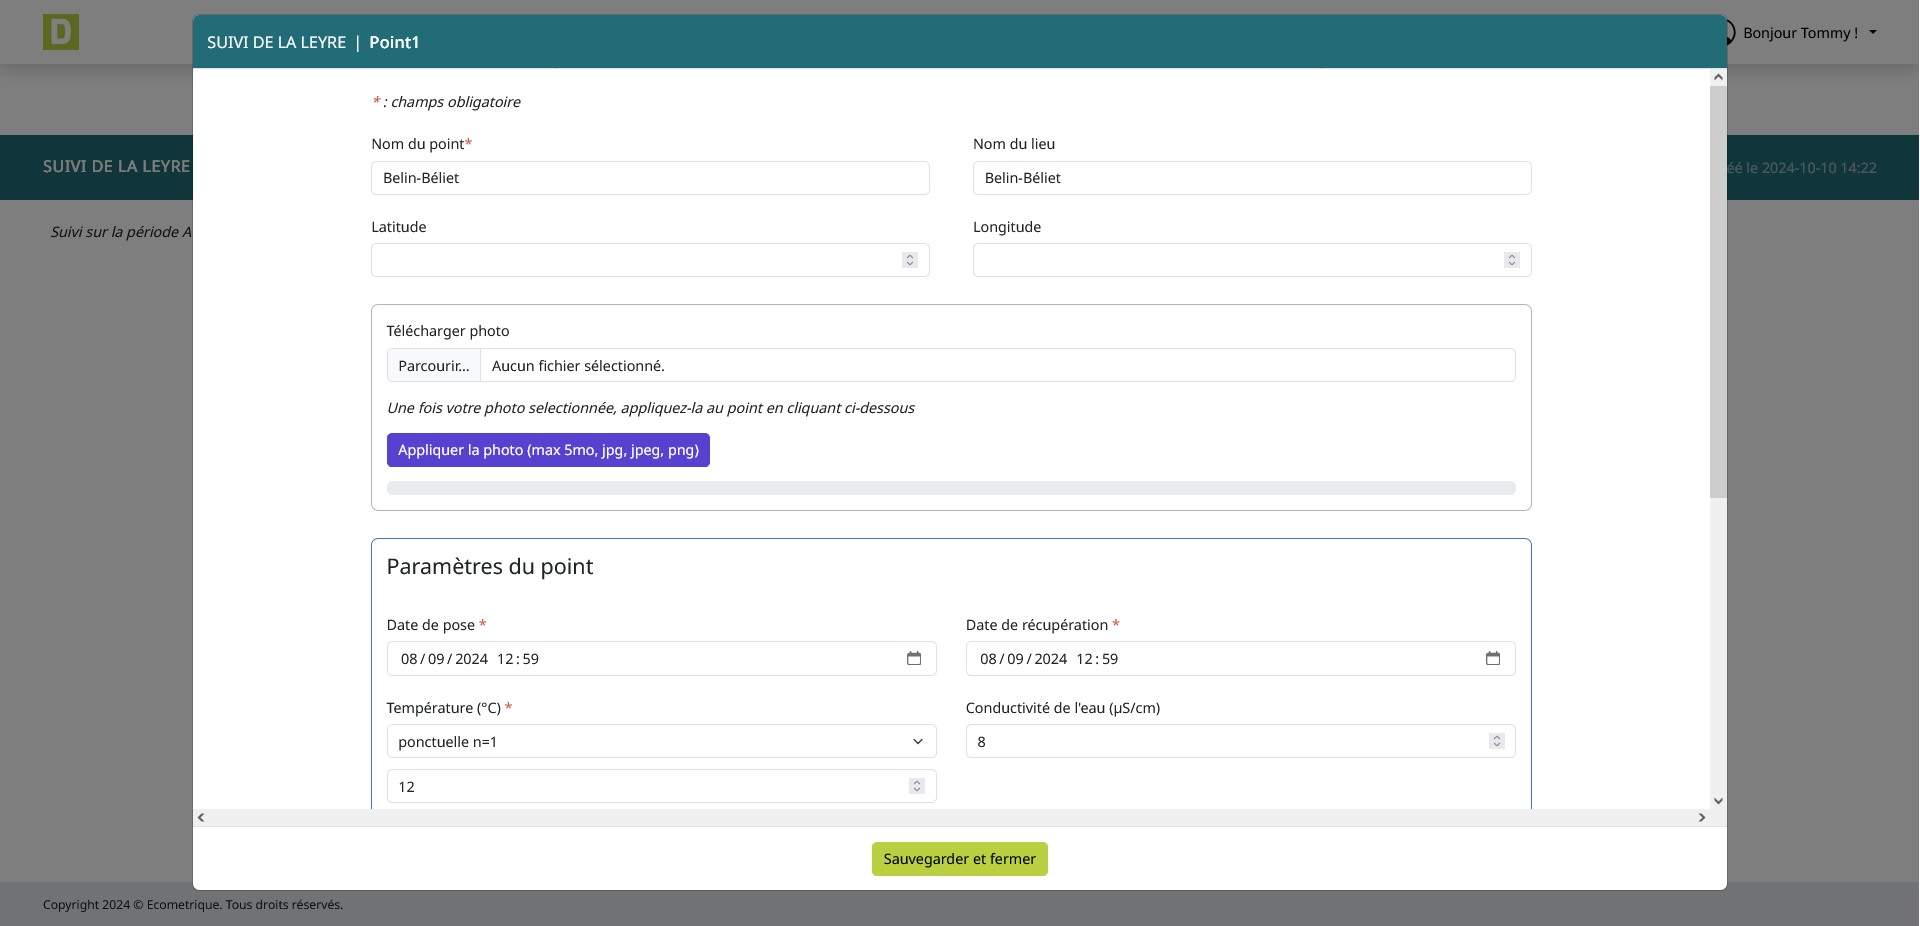 D
Bonjour Tommy !
SUIVI DE LA LEYRE | Point1
* : champs obligatoire
Nom du point*
Nom du lieu
Belin-Béliet
Belin-Béliet
SUIVI DE LA LEYRE
éé le 2024-10-10 14:22
Latitude
Longitude
Suivi sur la période A
Télécharger photo
Parcourir... Aucun fichier sélectionné.
Une fois votre photo selectionnée, appliquez-la au point en cliquant ci-dessous
Appliquer la photo (max 5mo, jpg, jpeg, png)
Paramètres du point
Date de pose *
Date de récupération *
08/09/2024 12:59
08/09/2024 12:59
Température (°C) *
Conductivité de l'eau (µS/cm)
ponctuelle n=1
8
12
Sauvegarder et fermer
Copyright 2024 © Ecometrique. Tous droits réservés.